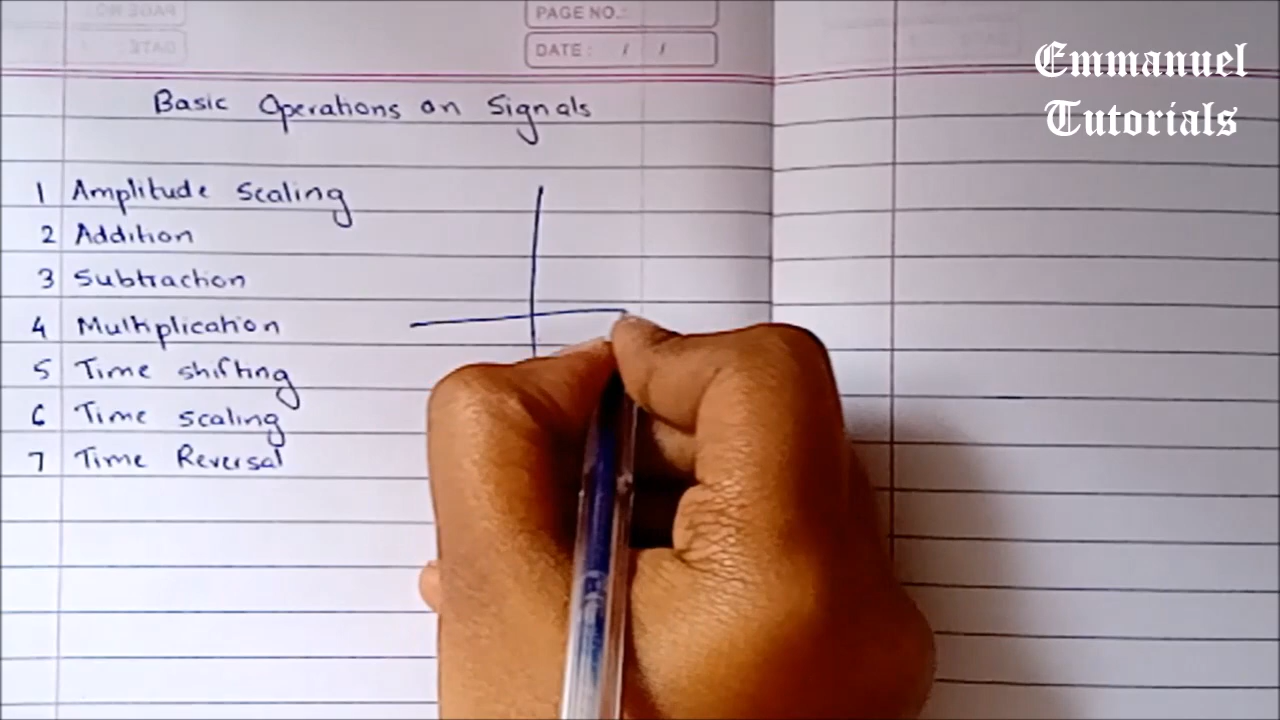 PAGE NO.:
DATE: / /
Emmanuel
Tutorials
Basic Operations on Signals
1 Amplitude Scaling
2 Addition
3 Subtraction
4 Multiplication
5 Time shifting
6 Time scaling
7 Time Reversal